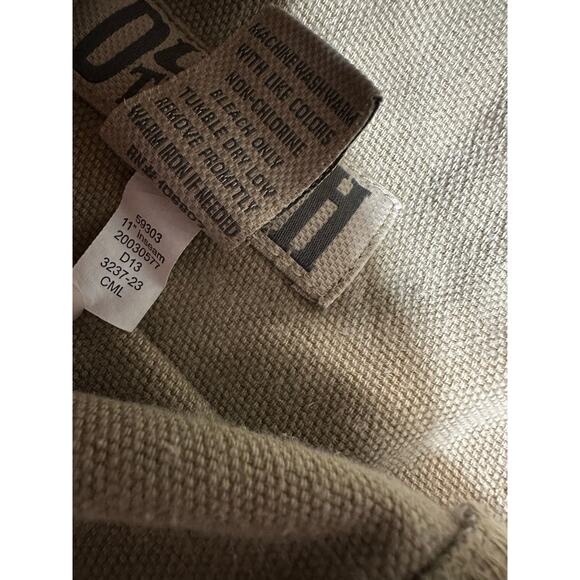 MACHINE WASH WARM
WITH LIKE COLORS
NON-CHLORINE
BLEACH ONLY
TUMBLE DRY LOW
REMOVE PROMPTLY
WARM IRON IF NEEDED
59303
11" Inseam
20030577
D13
3237-23
CML
H